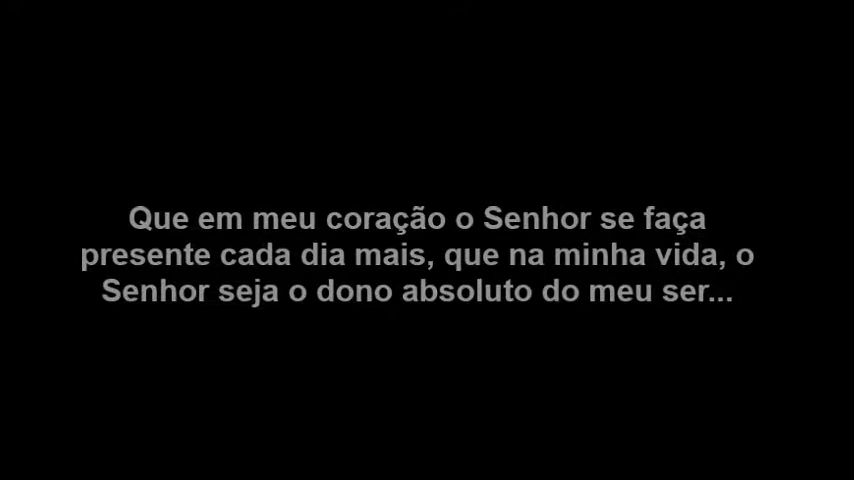 Que em meu coração o Senhor se faça
presente cada dia mais, que na minha vida, o
Senhor seja o dono absoluto do meu ser...